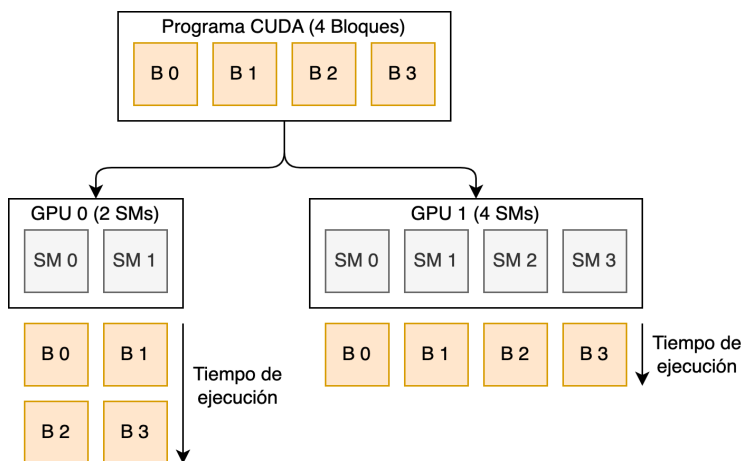 Programa CUDA (4 Bloques)
B 0 B 1 B 2 B 3
GPU 0 (2 SMs)
SM 0 SM 1
B 0 B 1
Tiempo de
ejecución
B 2 B 3
GPU 1 (4 SMs)
SM 0 SM 1 SM 2 SM 3
B 0 B 1 B 2 B 3
Tiempo de
ejecución